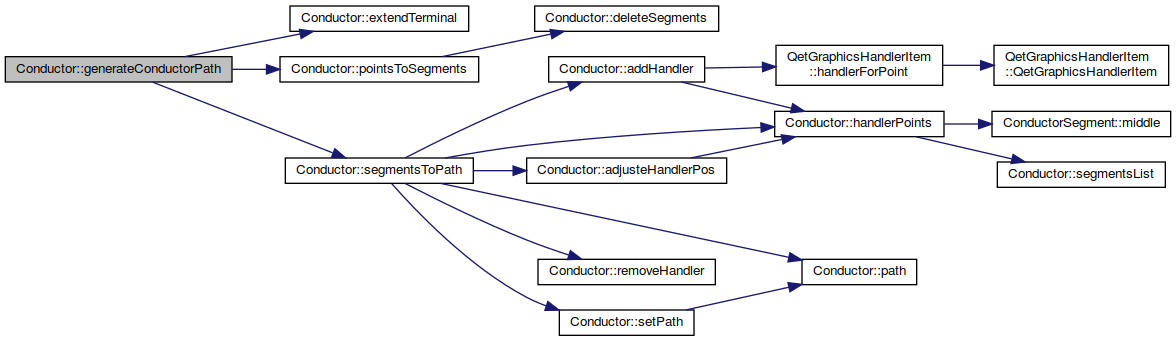 Conductor::extendTerminal
Conductor::deleteSegments
Conductor::generateConductorPath
Conductor::pointsToSegments
Conductor::addHandler
QetGraphicsHandlerItem
::handlerForPoint
QetGraphicsHandlerItem
::QetGraphicsHandlerItem
Conductor::handlerPoints
ConductorSegment::middle
Conductor::segmentsToPath
Conductor::adjusteHandlerPos
Conductor::segmentsList
Conductor::removeHandler
Conductor::path
Conductor::setPath